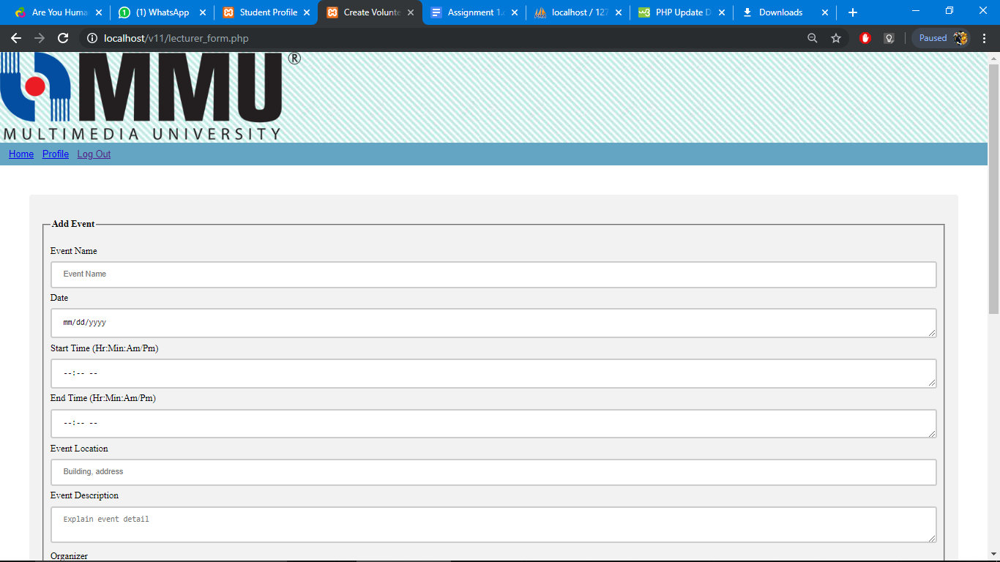 Are You Huma
(1) WhatsApp
Student Profile
Create Volunte
Assignment 1.
localhost / 127
PHP Update D
Downloads
localhost/v11/lecturer_form.php
Paused
MMU®
MULTIMEDIA UNIVERSITY
Home Profile Log Out
Add Event
Event Name
Event Name
Date
mm/dd/yyyy
Start Time (Hr:Min:Am/Pm)
--:-- --
End Time (Hr:Min:Am/Pm)
--:-- --
Event Location
Building, address
Event Description
Explain event detail
Organizer